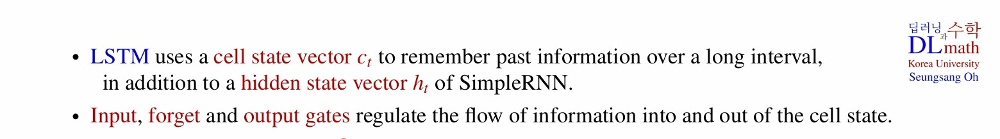 딥러닝과 수학
DLmath
Korea University
Seungsang Oh
• LSTM uses a cell state vector cₜ to remember past information over a long interval,
in addition to a hidden state vector hₜ of SimpleRNN.
• Input, forget and output gates regulate the flow of information into and out of the cell state.